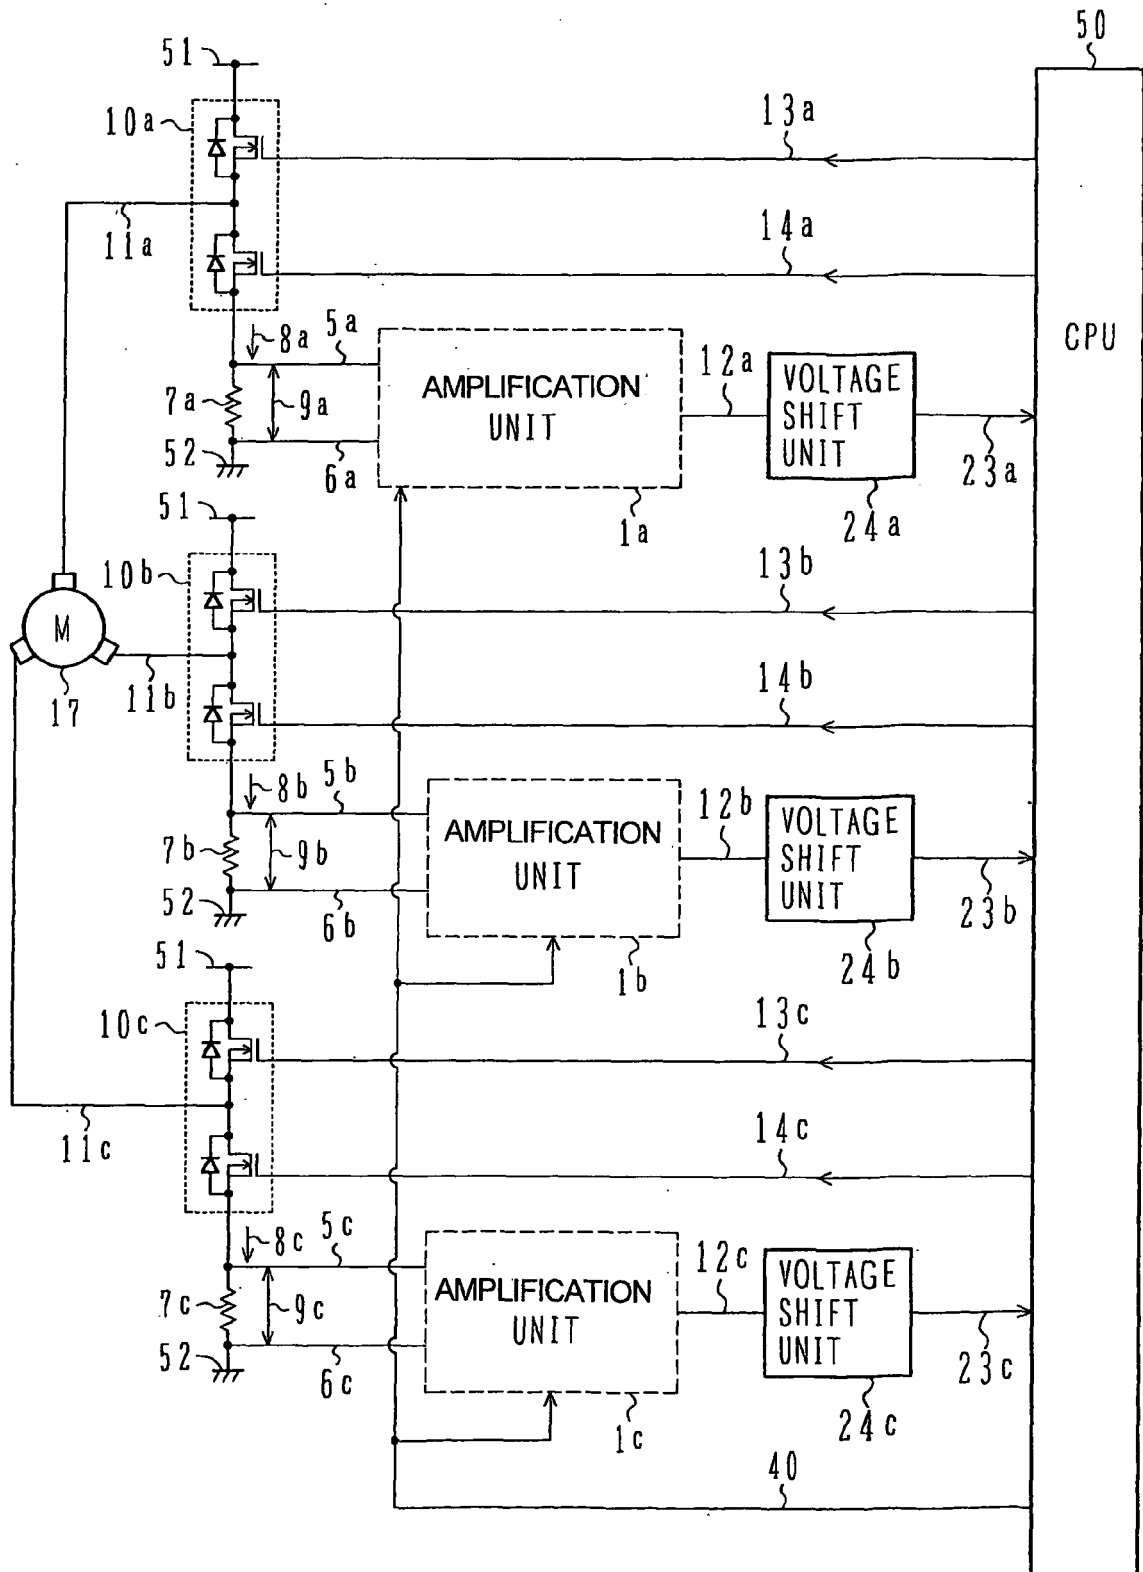 50
51
10a
13a
11a
14a
CPU
8a
5a
7a
9a
AMPLIFICATION
UNIT
12a
VOLTAGE
SHIFT
UNIT
52
6a
23a
51
1a
24a
10b
13b
M
17
11b
14b
8b
5b
7b
9b
AMPLIFICATION
UNIT
12b
VOLTAGE
SHIFT
UNIT
52
6b
23b
51
1b
24b
10c
13c
11c
14c
8c
5c
7c
9c
AMPLIFICATION
UNIT
12c
VOLTAGE
SHIFT
UNIT
52
6c
23c
1c
24c
40